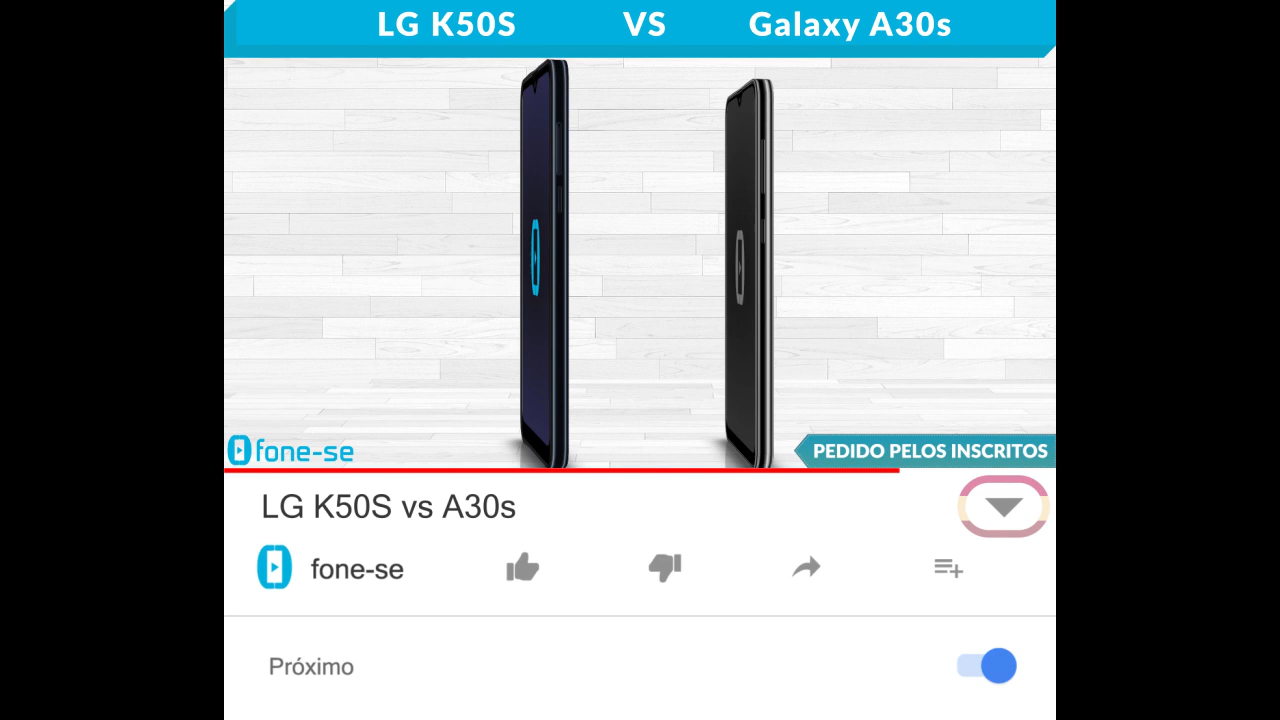 LG K50S VS Galaxy A30s
fone-se
PEDIDO PELOS INSCRITOS
LG K50S vs A30s
fone-se
Próximo